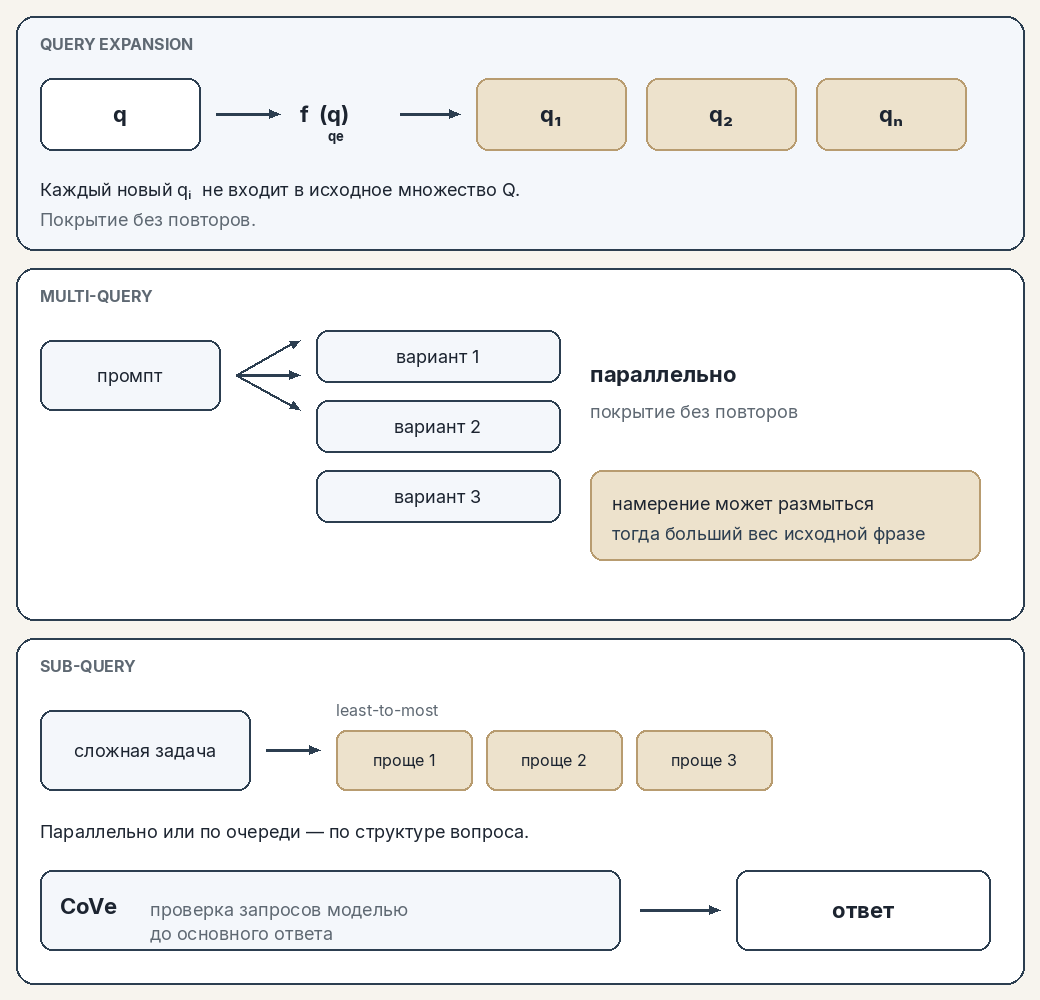 QUERY EXPANSION
q
f (q)
qe
q₁
q₂
qₙ
Каждый новый qᵢ не входит в исходное множество Q.
Покрытие без повторов.
MULTI-QUERY
промпт
вариант 1
вариант 2
вариант 3
параллельно
покрытие без повторов
намерение может размыться
тогда больший вес исходной фразе
SUB-QUERY
сложная задача
least-to-most
проще 1
проще 2
проще 3
Параллельно или по очереди — по структуре вопроса.
CoVe
проверка запросов моделью
до основного ответа
ответ